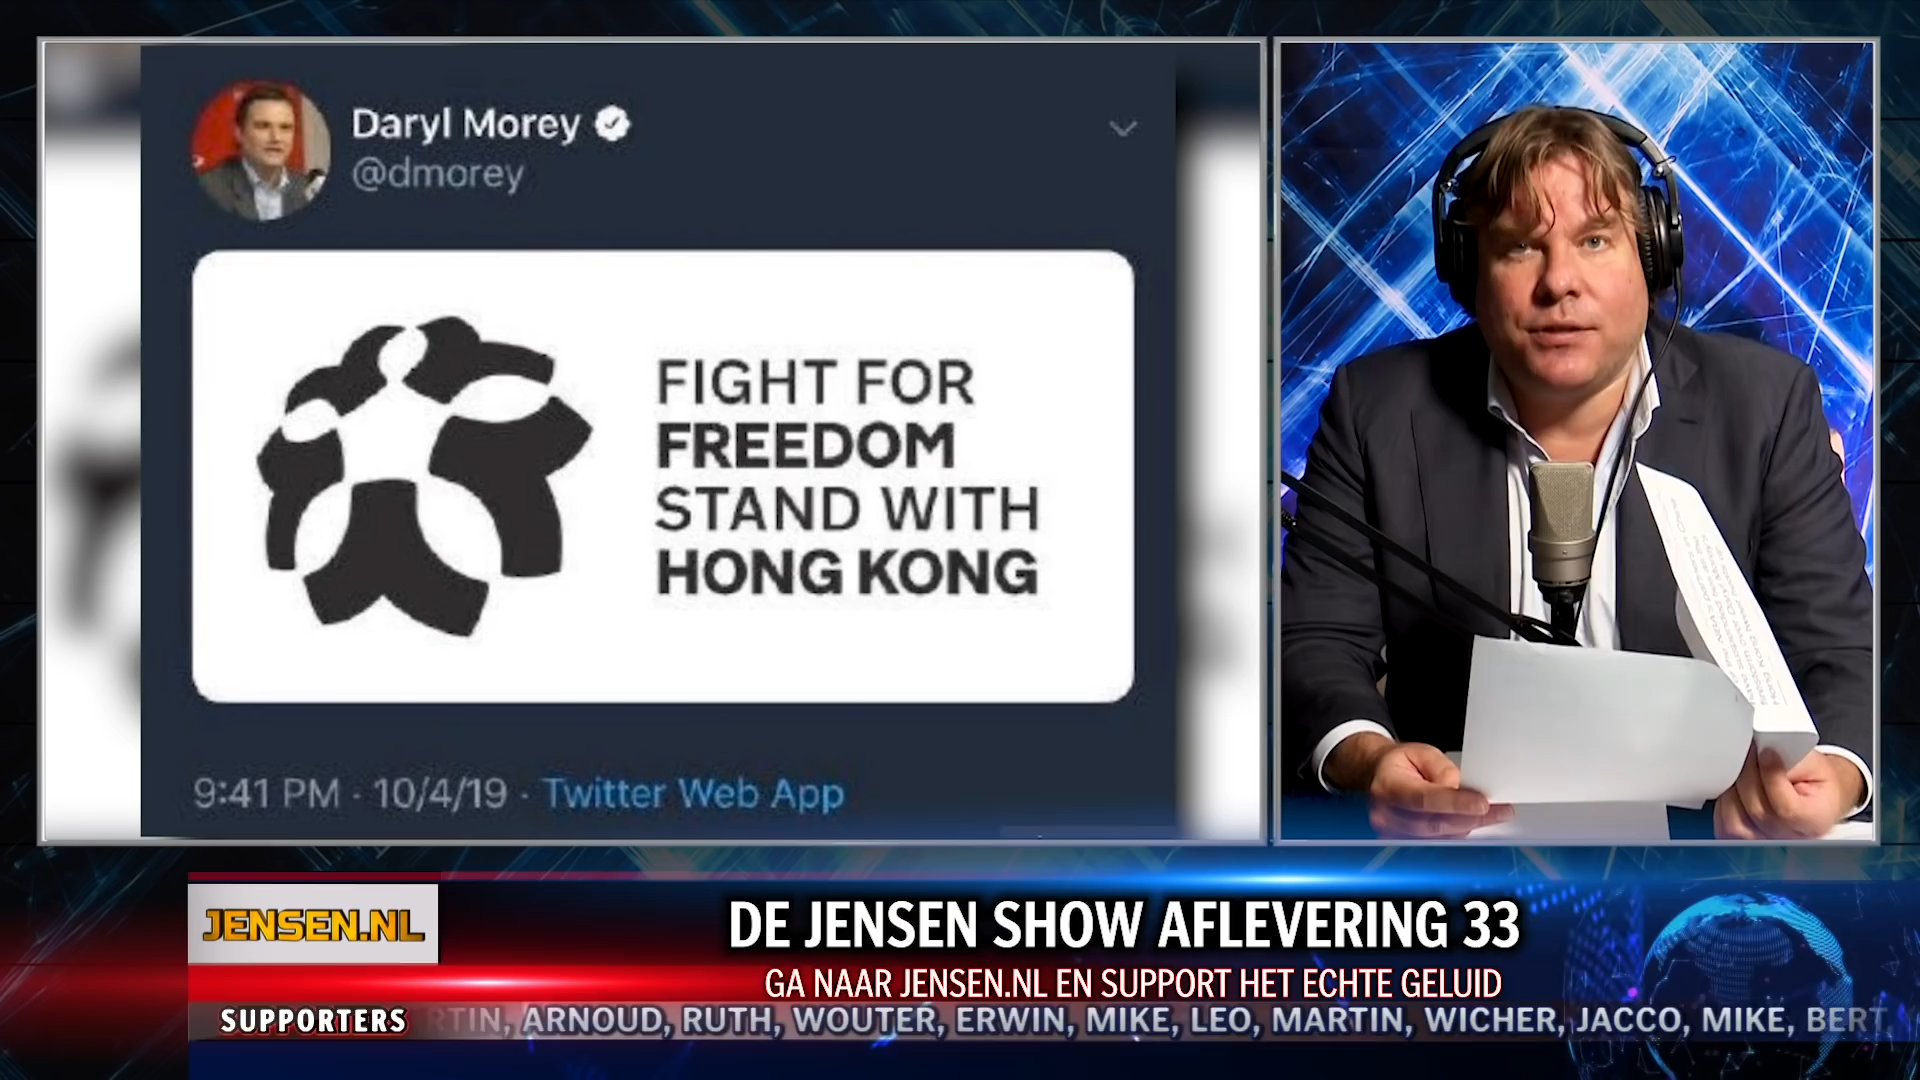 Daryl Morey
@dmorey
FIGHT FOR
FREEDOM
STAND WITH
HONG KONG
9:41 PM · 10/4/19 · Twitter Web App
JENSEN.NL
DE JENSEN SHOW AFLEVERING 33
GA NAAR JENSEN.NL EN SUPPORT HET ECHTE GELUID
SUPPORTERS
ARNOUD, RUTH, WOUTER, ERWIN, MIKE, LEO, MARTIN, WICHER, JACCO, MIKE, BERT,